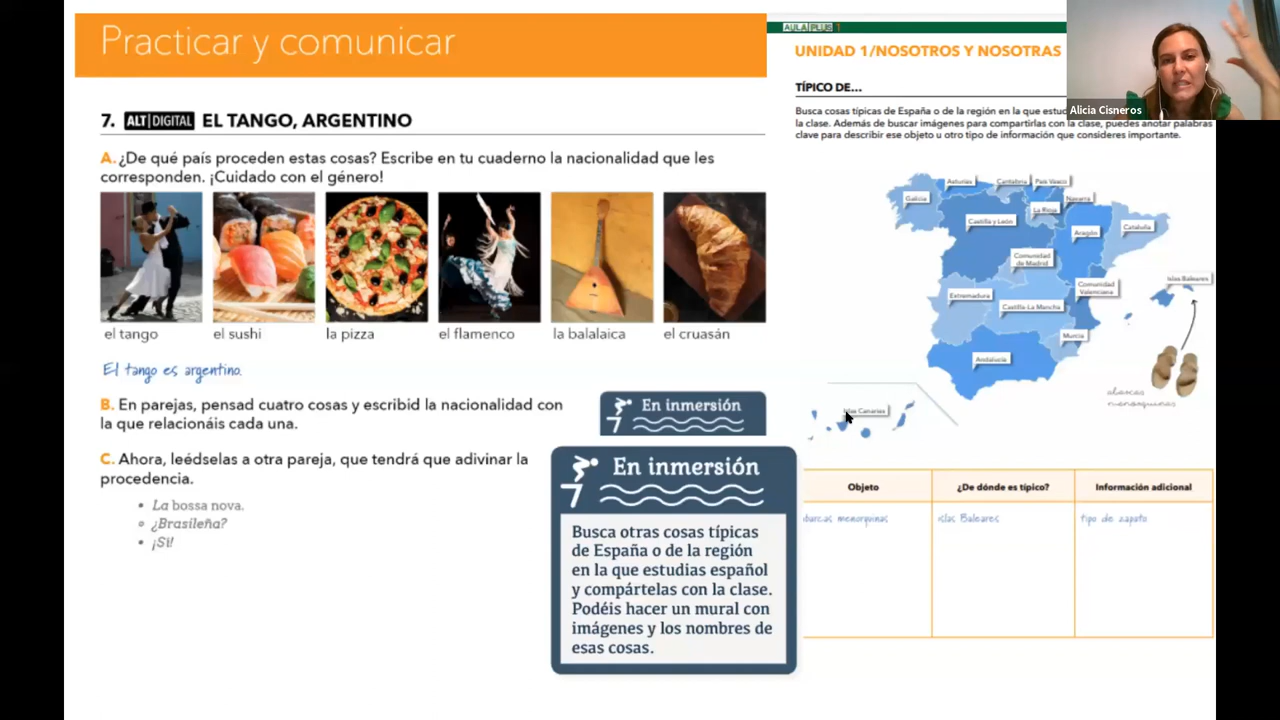 Practicar y comunicar
7. ALT|DIGITAL EL TANGO, ARGENTINO
A. ¿De qué país proceden estas cosas? Escribe en tu cuaderno la nacionalidad que les
corresponden. ¡Cuidado con el género!
el tango
el sushi
la pizza
el flamenco
la balalaica
el cruasán
El tango es argentino.
B. En parejas, pensad cuatro cosas y escribid la nacionalidad con
la que relacionáis cada una.
C. Ahora, leédselas a otra pareja, que tendrá que adivinar la
procedencia.
• La bossa nova.
○ ¿Brasileña?
• ¡Sí!
7
En inmersión
7
En inmersión
Busca otras cosas típicas
de España o de la región
en la que estudias español
y compártelas con la clase.
Podéis hacer un mural con
imágenes y los nombres de
esas cosas.
AULA|PLUS 1
UNIDAD 1/NOSOTROS Y NOSOTRAS
TÍPICO DE...
Busca cosas típicas de España o de la región en la que
la clase. Además de buscar imágenes para compartirlas con la clase, puedes anotar palabras
clave para describir ese objeto u otro tipo de información que consideres importante.
Alicia Cisneros
Asturias
Cantabria
País Vasco
Galicia
Navarra
La Rioja
Castilla y León
Cataluña
Aragón
Comunidad
de Madrid
Islas Baleares
Comunidad
Valenciana
Extremadura
Castilla-La Mancha
Murcia
Andalucía
abarcas
menorquinas
Islas Canarias
Objeto
¿De dónde es típico?
Información adicional
abarcas menorquinas
Islas Baleares
tipo de zapato